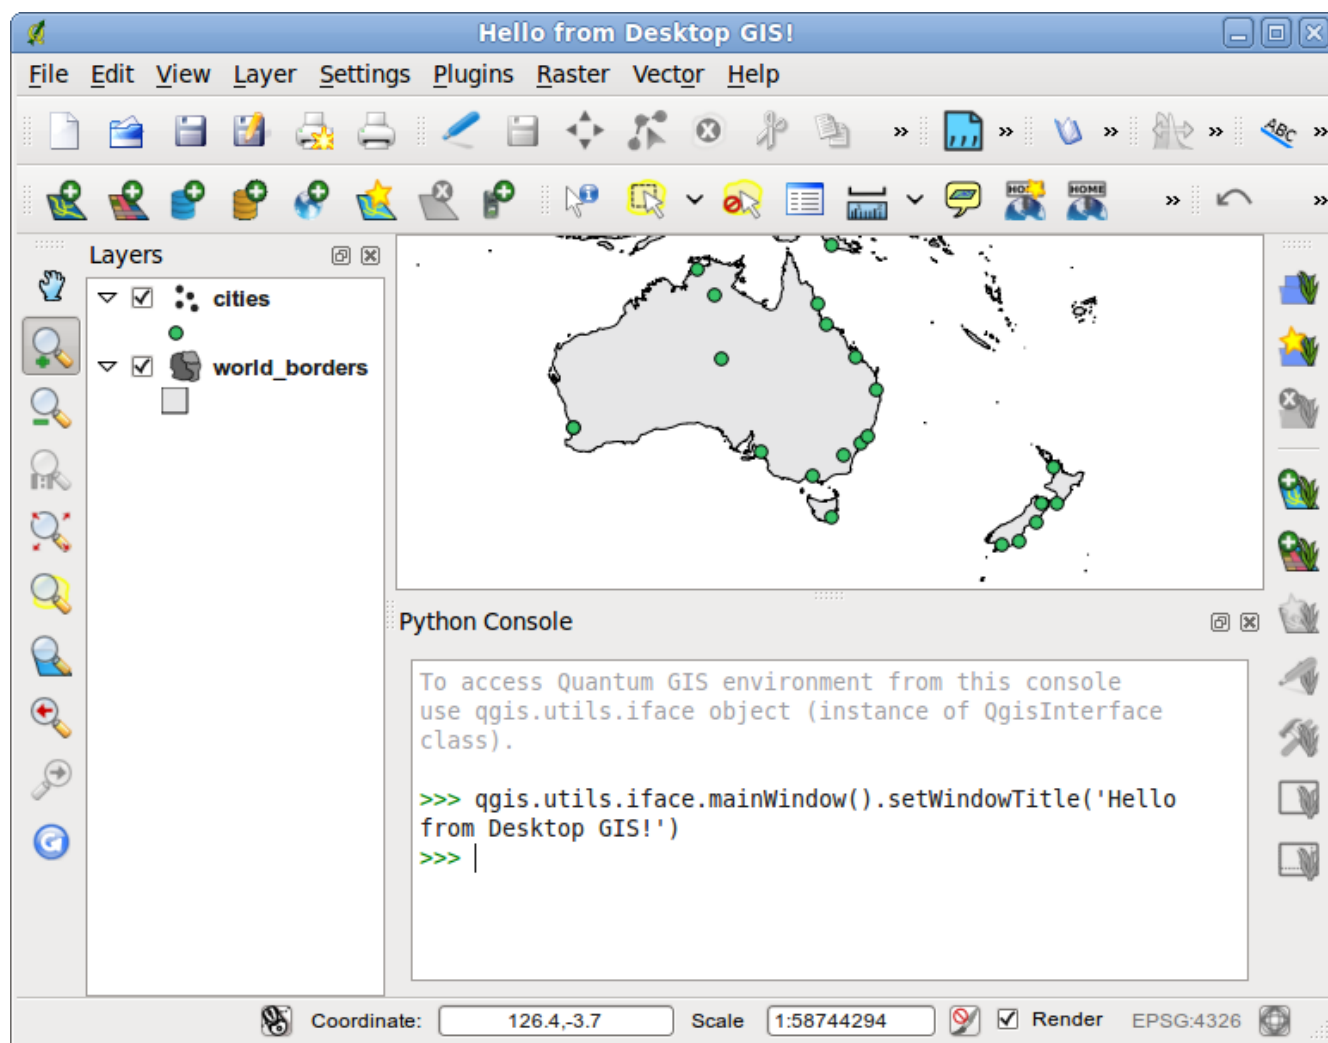 Hello from Desktop GIS!
File Edit View Layer Settings Plugins Raster Vector Help
ABC
HOME
Layers
cities
world_borders
Python Console
To access Quantum GIS environment from this console
use qgis.utils.iface object (instance of QgisInterface
class).
>>> qgis.utils.iface.mainWindow().setWindowTitle('Hello
from Desktop GIS!')
>>>
Coordinate: 126.4,-3.7 Scale 1:58744294 Render EPSG:4326